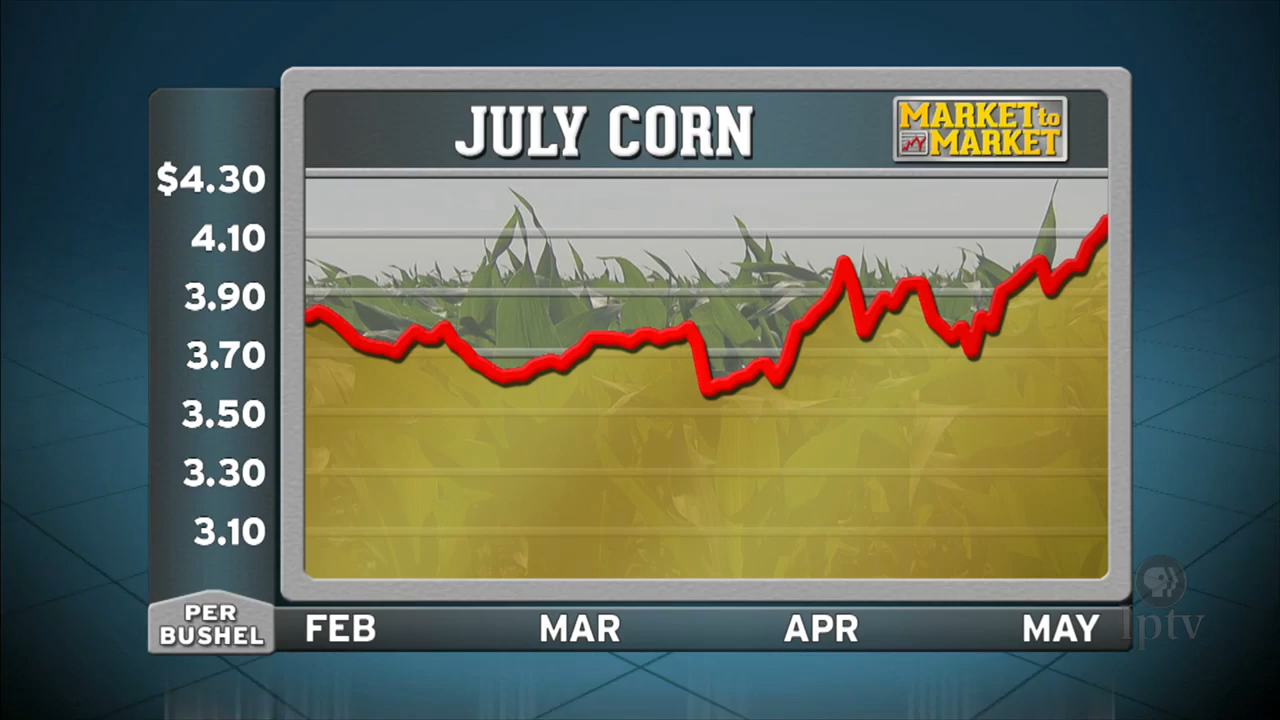 JULY CORN
MARKET to
MARKET
$4.30
4.10
3.90
3.70
3.50
3.30
3.10
PER
BUSHEL
FEB MAR APR MAY
iptv